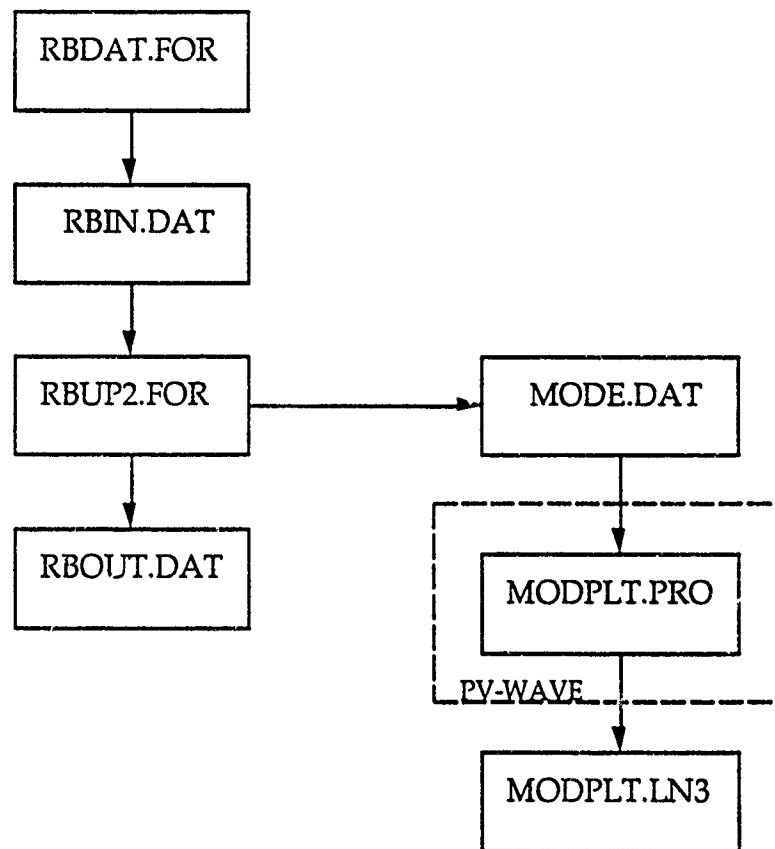 RBDAT.FOR
RBIN.DAT
RBUP2.FOR
MODE.DAT
RBOUT.DAT
MODPLT.PRO
PV-WAVE
MODPLT.LN3